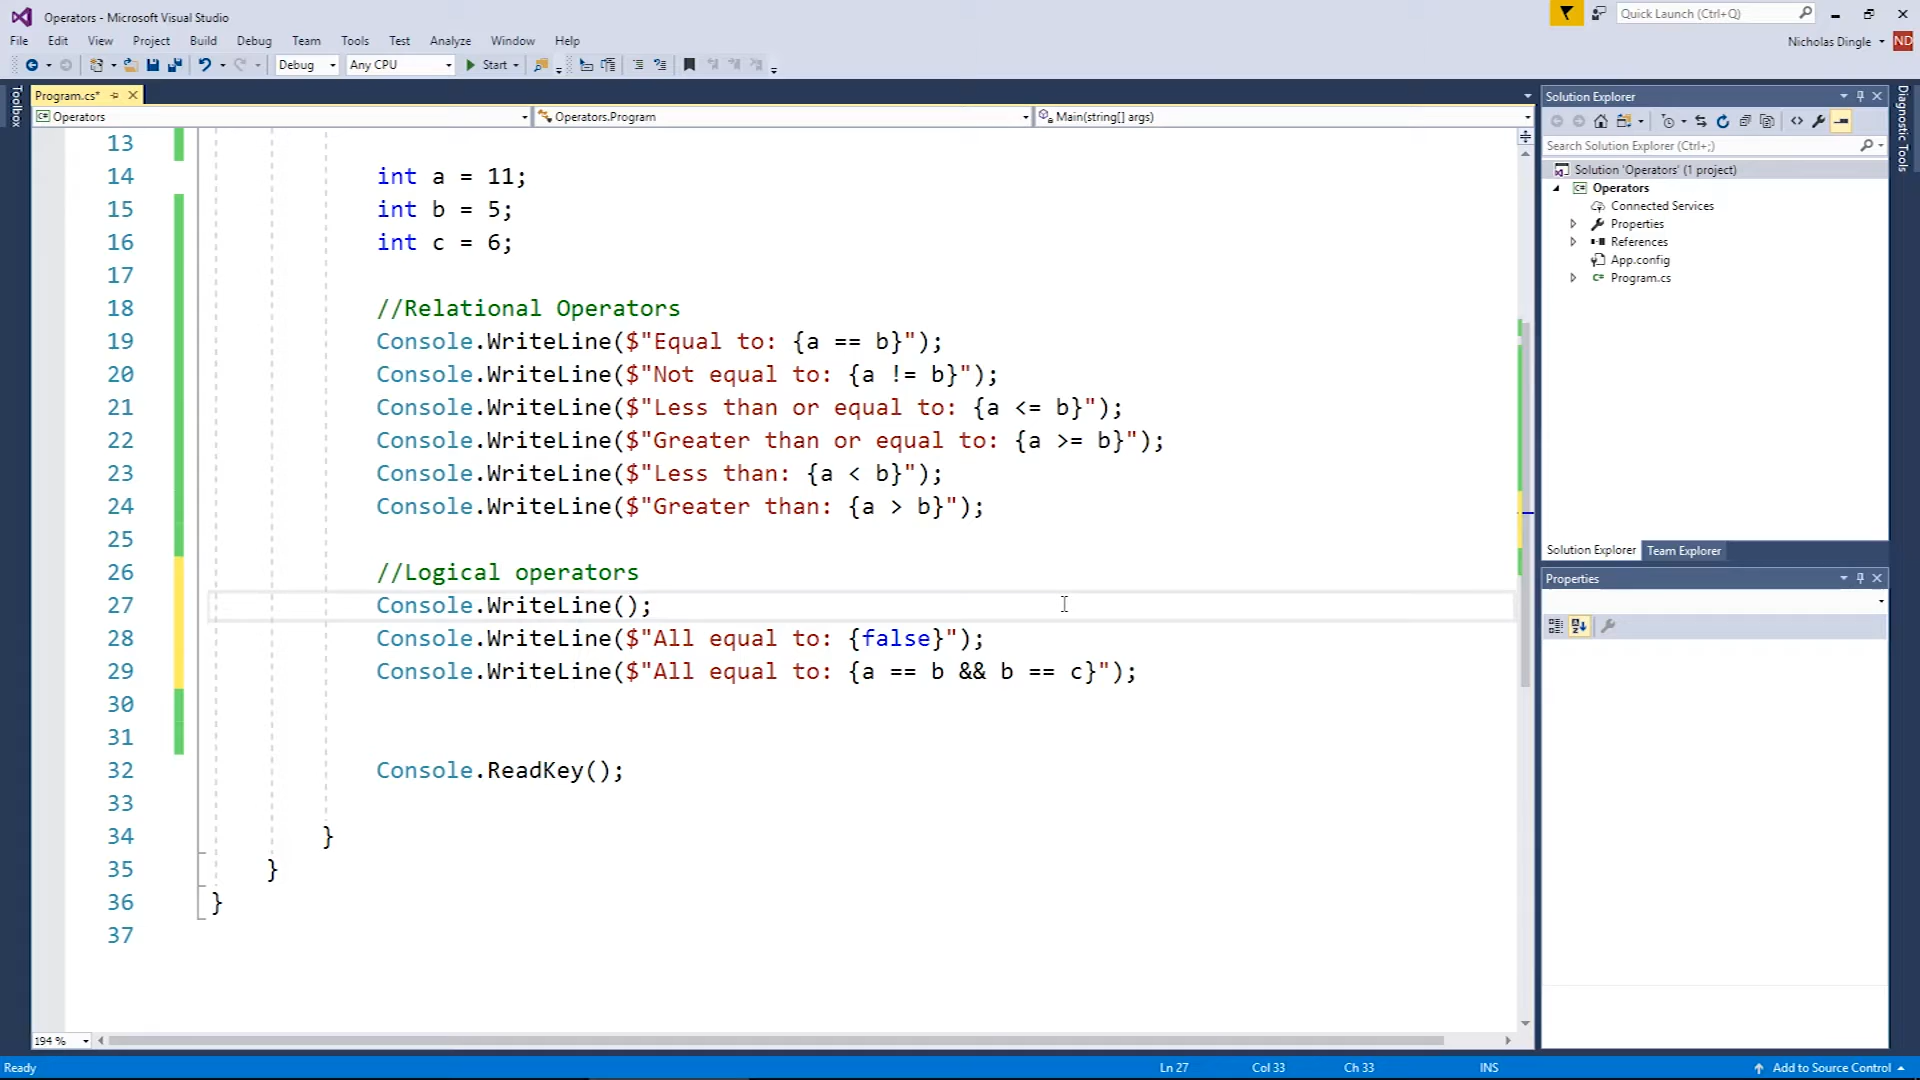 Operators - Microsoft Visual Studio
Quick Launch (Ctrl+Q)
File Edit View Project Build Debug Team Tools Test Analyze Window Help
Nicholas Dingle ND
Debug Any CPU Start
Toolbox
Program.cs*
Operators Operators.Program Main(string[] args)
13
14 int a = 11;
15 int b = 5;
16 int c = 6;
17
18 //Relational Operators
19 Console.WriteLine($"Equal to: {a == b}");
20 Console.WriteLine($"Not equal to: {a != b}");
21 Console.WriteLine($"Less than or equal to: {a <= b}");
22 Console.WriteLine($"Greater than or equal to: {a >= b}");
23 Console.WriteLine($"Less than: {a < b}");
24 Console.WriteLine($"Greater than: {a > b}");
25
26 //Logical operators
27 Console.WriteLine();
28 Console.WriteLine($"All equal to: {false}");
29 Console.WriteLine($"All equal to: {a == b && b == c}");
30
31
32 Console.ReadKey();
33
34 }
35 }
36 }
37
194 %
Solution Explorer
Search Solution Explorer (Ctrl+;)
Solution 'Operators' (1 project)
C# Operators
Connected Services
Properties
References
App.config
C# Program.cs
Solution Explorer Team Explorer
Properties
Diagnostic Tools
Ready Ln 27 Col 33 Ch 33 INS Add to Source Control